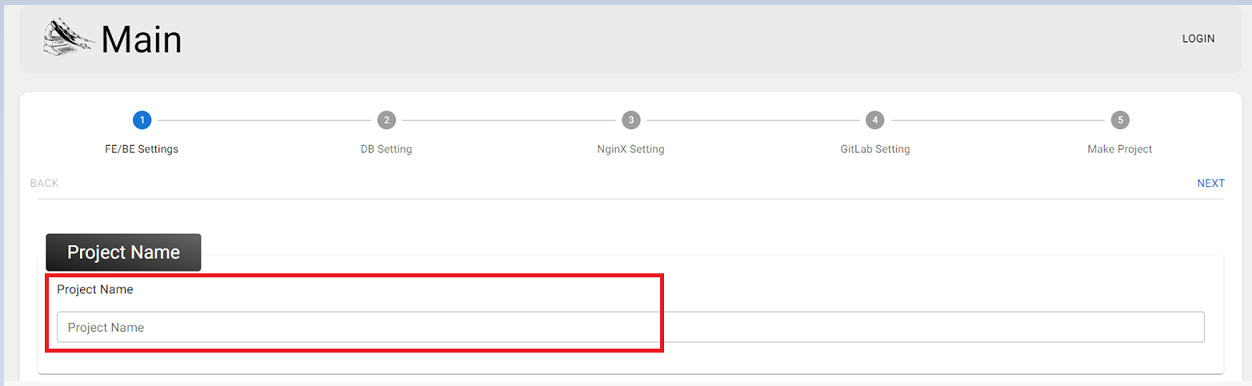 Main
LOGIN
1 2 3 4 5
FE/BE Settings DB Setting NginX Setting GitLab Setting Make Project
BACK NEXT
Project Name
Project Name
Project Name